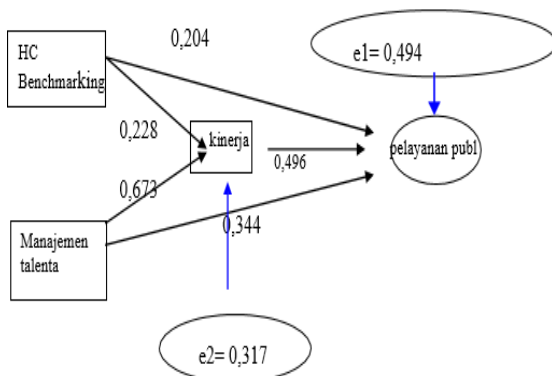 0,204
e1= 0,494
HC
Benchmarking
0,228
kinerja
0,496
pelayanan publ
0,673
0,344
Manajemen
talenta
e2= 0,317